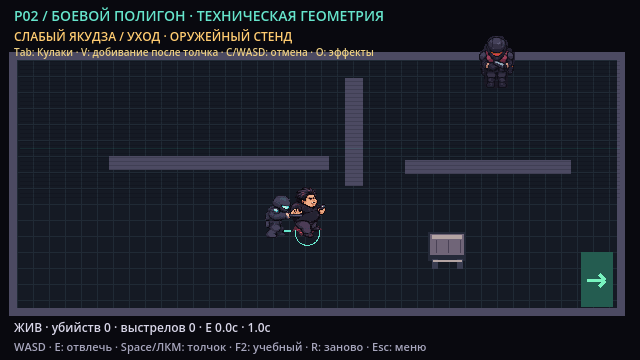 P02 / БОЕВОЙ ПОЛИГОН · ТЕХНИЧЕСКАЯ ГЕОМЕТРИЯ
СЛАБЫЙ ЯКУДЗА / УХОД · ОРУЖЕЙНЫЙ СТЕНД
Tab: Кулаки · V: добивание после толчка · C/WASD: отмена · O: эффекты
ЖИВ · убийств 0 · выстрелов 0 · E 0.0с · 1.0с
WASD · E: отвлечь · Space/ЛКМ: толчок · F2: учебный · R: заново · Esc: меню